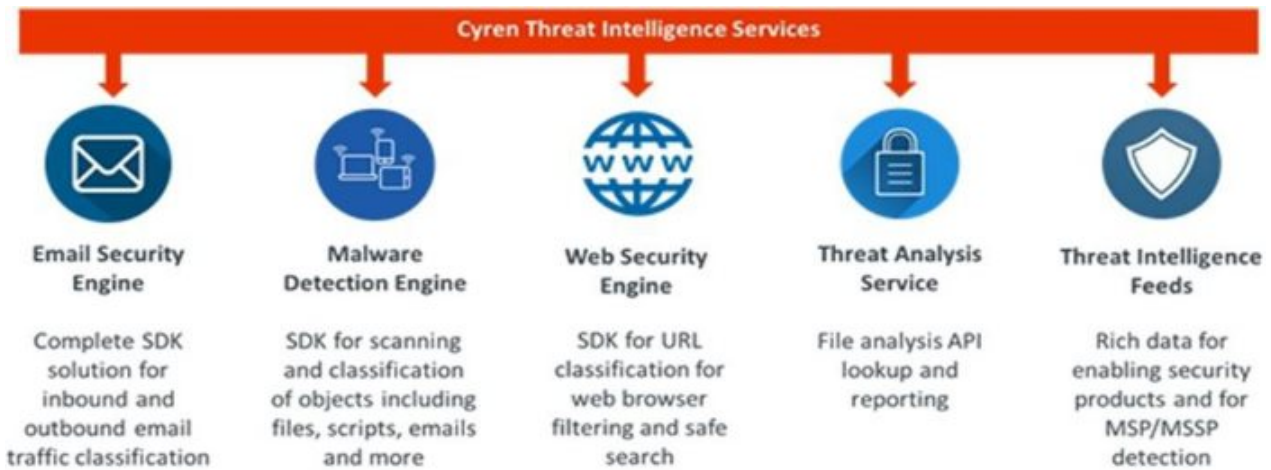 Cyren Threat Intelligence Services
Email Security
Engine
Complete SDK
solution for
inbound and
outbound email
traffic classification
Malware
Detection Engine
SDK for scanning
and classification
of objects including
files, scripts, emails
and more
WWW
Web Security
Engine
SDK for URL
classification for
web browser
filtering and safe
search
Threat Analysis
Service
File analysis API
lookup and
reporting
Threat Intelligence
Feeds
Rich data for
enabling security
products and for
MSP/MSSP
detection